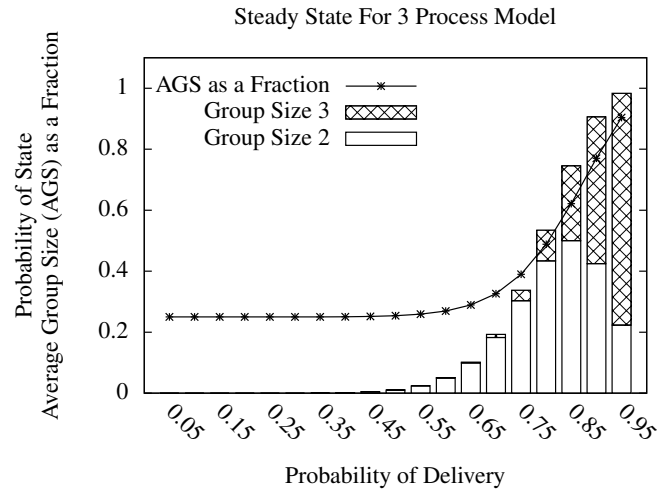 Steady State For 3 Process Model
Probability of State
Average Group Size (AGS) as a Fraction
1
0.8
0.6
0.4
0.2
0
AGS as a Fraction
Group Size 3
Group Size 2
0.05
0.15
0.25
0.35
0.45
0.55
0.65
0.75
0.85
0.95
Probability of Delivery